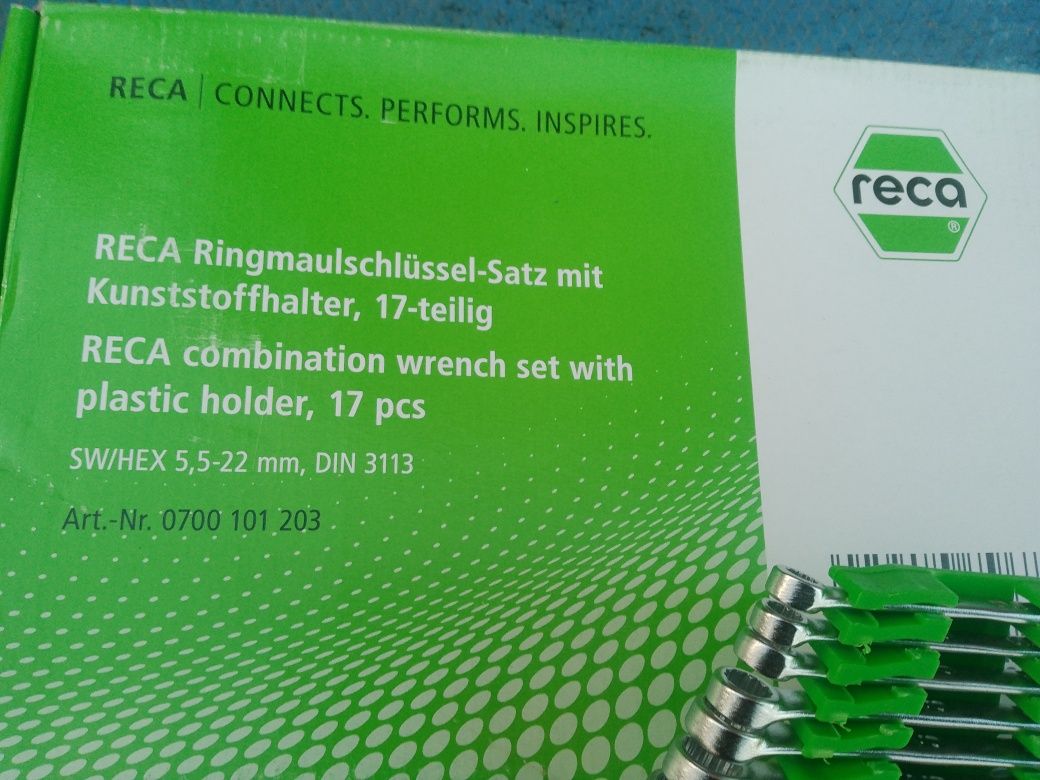 RECA | CONNECTS. PERFORMS. INSPIRES.
reca
®
RECA Ringmaulschlüssel-Satz mit
Kunststoffhalter, 17-teilig
RECA combination wrench set with
plastic holder, 17 pcs
SW/HEX 5,5-22 mm, DIN 3113
Art.-Nr. 0700 101 203